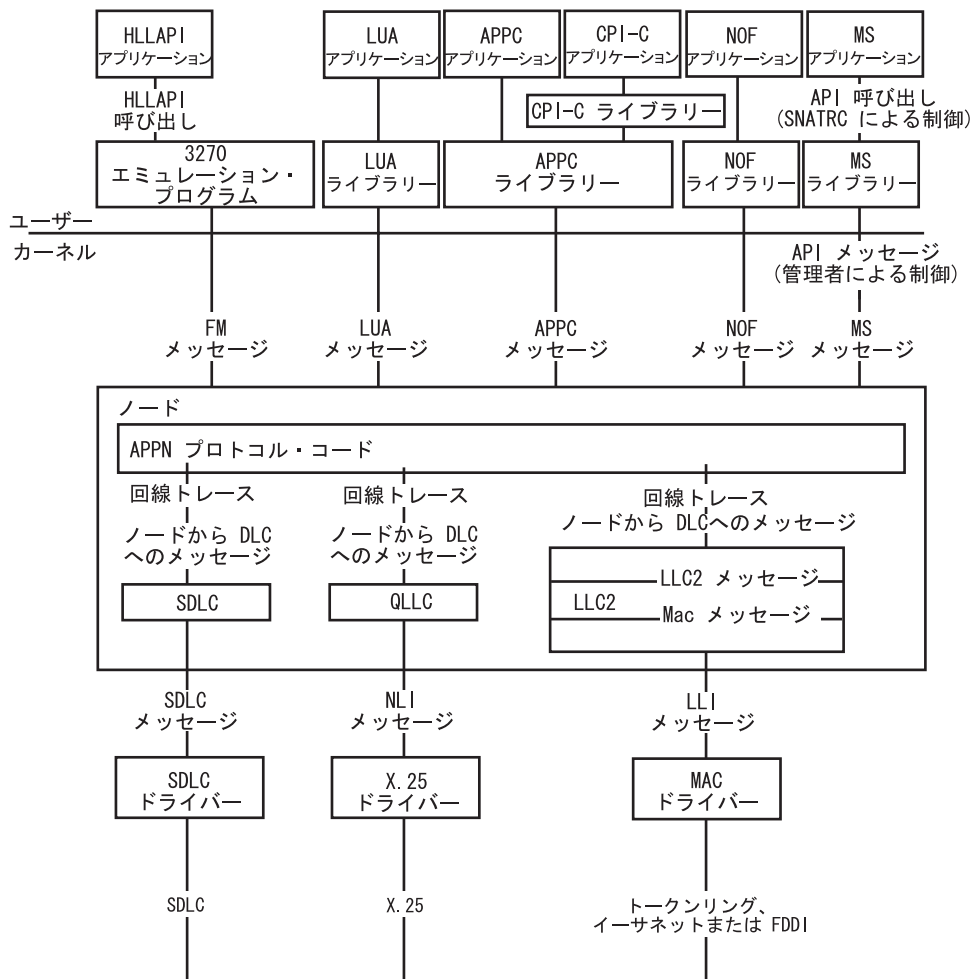 HLLAPI
アプリケーション
LUA
アプリケーション
APPC
アプリケーション
CPI-C
アプリケーション
NOF
アプリケーション
MS
アプリケーション
HLLAPI
呼び出し
CPI-C ライブラリー
API 呼び出し
(SNATRC による制御)
3270
エミュレーション・
プログラム
LUA
ライブラリー
APPC
ライブラリー
NOF
ライブラリー
MS
ライブラリー
ユーザー
カーネル
API メッセージ
(管理者による制御)
FM
メッセージ
LUA
メッセージ
APPC
メッセージ
NOF
メッセージ
MS
メッセージ
ノード
APPN プロトコル・コード
回線トレース
回線トレース
回線トレース
ノードから DLC
へのメッセージ
ノードから DLC
へのメッセージ
ノードから DLCへのメッセージ
SDLC
QLLC
LLC2 メッセージ
LLC2
Mac メッセージ
SDLC
メッセージ
NLI
メッセージ
LLI
メッセージ
SDLC
ドライバー
X.25
ドライバー
MAC
ドライバー
SDLC
X.25
トークンリング、
イーサネットまたは FDDI